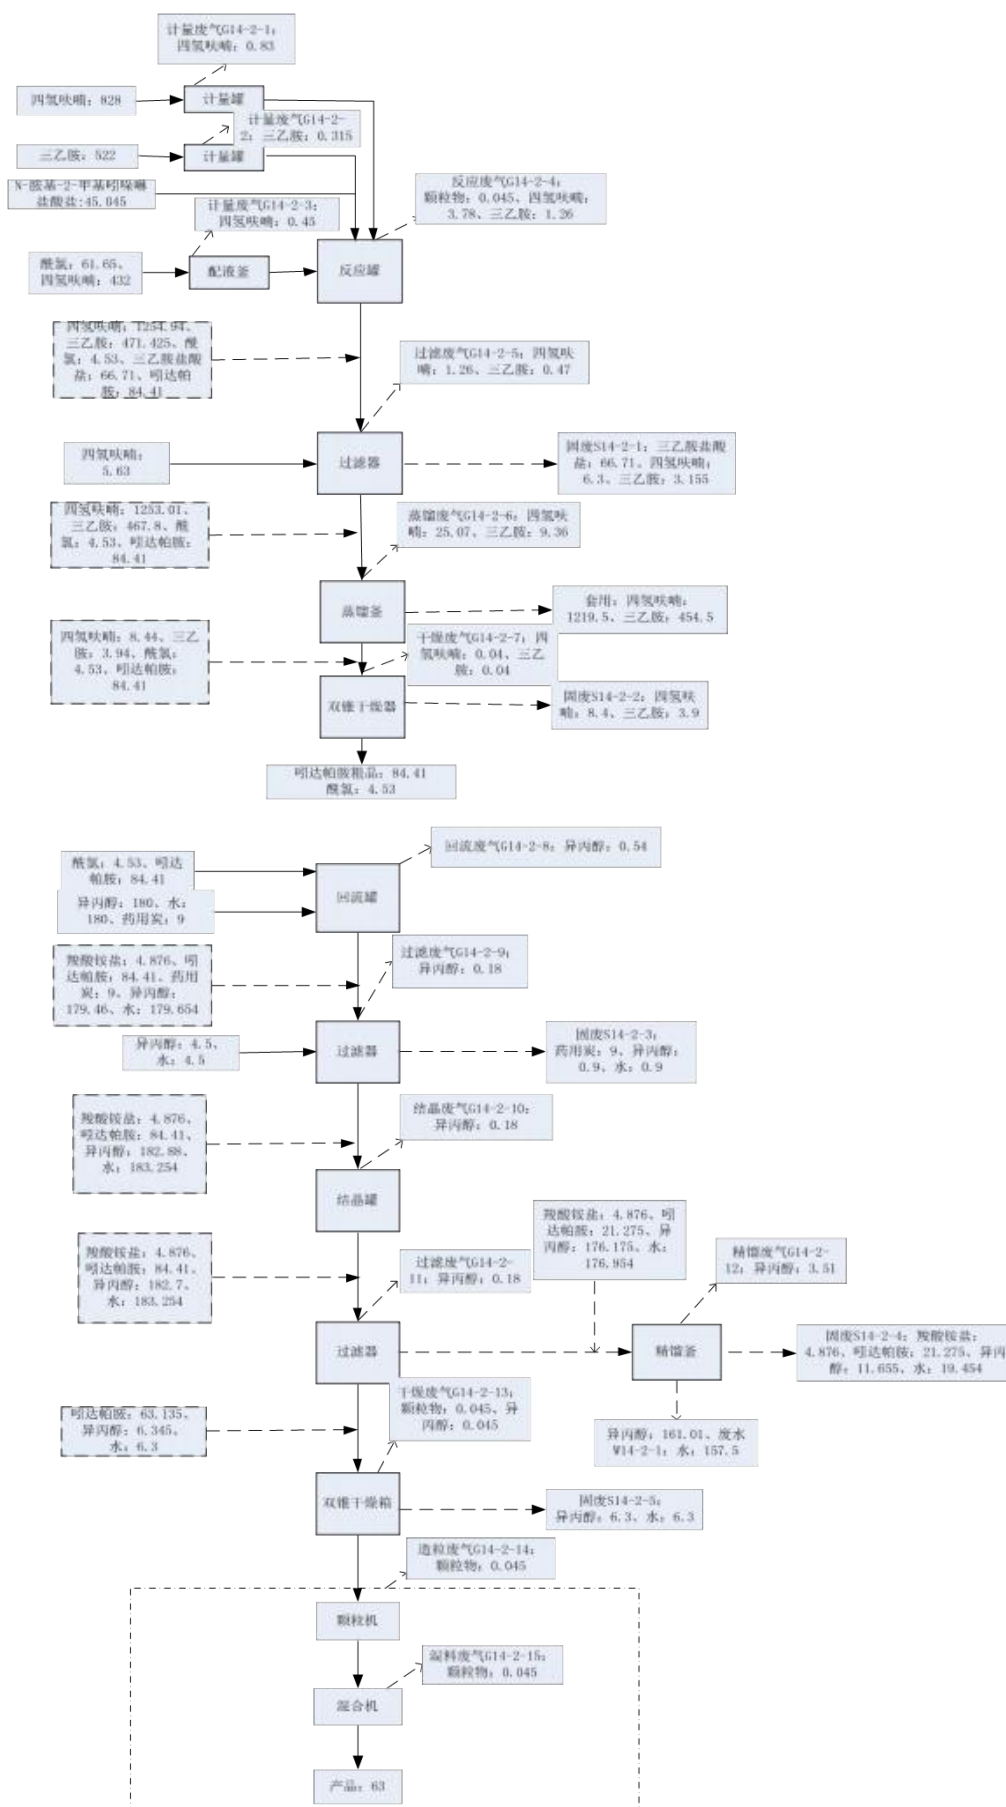 计量废气G14-2-1：
四氢呋喃：0.83
四氢呋喃：828
计量罐
计量废气G14-2-
2：三乙胺：0.315
三乙胺：522
计量罐
N-胺基-2-甲基吲哚啉
盐酸盐:45.045
计量废气G14-2-3：
四氢呋喃：0.45
反应废气G14-2-4：
颗粒物：0.045、四氢呋喃：
3.78、三乙胺：1.26
酰氯：61.65、
四氢呋喃：432
配液釜
反应罐
四氢呋喃：1254.94、
三乙胺：471.425、酰
氯：4.53、三乙胺盐酸
盐：66.71、吲达帕
胺：84.41
过滤废气G14-2-5：四氢呋
喃：1.26、三乙胺：0.47
四氢呋喃：
5.63
过滤器
固废S14-2-1：三乙胺盐酸
盐：66.71、四氢呋喃：
6.3、三乙胺：3.155
四氢呋喃：1253.01、
三乙胺：467.8、酰
氯：4.53、吲达帕胺：
84.41
蒸馏废气G14-2-6：四氢呋
喃：25.07、三乙胺：9.36
蒸馏釜
套用：四氢呋喃：
1219.5、三乙胺：454.5
四氢呋喃：8.44、三乙
胺：3.94、酰氯：
4.53、吲达帕胺：
84.41
干燥废气G14-2-7：四
氢呋喃：0.04、三乙
胺：0.04
双锥干燥器
固废S14-2-2：四氢呋
喃：8.4、三乙胺：3.9
吲达帕胺粗品：84.41
酰氯：4.53
回流废气G14-2-8：异丙醇：0.54
酰氯：4.53、吲达
帕胺：84.41
异丙醇：180、水：
180、药用炭：9
回流罐
羧酸铵盐：4.876、吲
达帕胺：84.41、药用
炭：9、异丙醇：
179.46、水：179.654
过滤废气G14-2-9：
异丙醇：0.18
异丙醇：4.5、
水：4.5
过滤器
固废S14-2-3：
药用炭：9、异丙醇：
0.9、水：0.9
羧酸铵盐：4.876、
吲达帕胺：84.41、
异丙醇：182.88、
水：183.254
结晶废气G14-2-10：
异丙醇：0.18
结晶罐
羧酸铵盐：4.876、吲
达帕胺：21.275、异
丙醇：176.175、水：
176.954
羧酸铵盐：4.876、
吲达帕胺：84.41、
异丙醇：182.7、
水：183.254
过滤废气G14-2-
11：异丙醇：0.18
精馏废气G14-2-
12：异丙醇：3.51
过滤器
精馏釜
固废S14-2-4：羧酸铵盐：
4.876、吲达帕胺：21.275、异丙
醇：11.655、水：19.454
干燥废气G14-2-13：
颗粒物：0.045、异
丙醇：0.045
吲达帕胺：63.135、
异丙醇：6.345、
水：6.3
异丙醇：161.01、废水
W14-2-1：水：157.5
双锥干燥箱
固废S14-2-5：
异丙醇：6.3、水：6.3
造粒废气G14-2-14：
颗粒物：0.045
颗粒机
混料废气G14-2-15：
颗粒物：0.045
混合机
产品：63